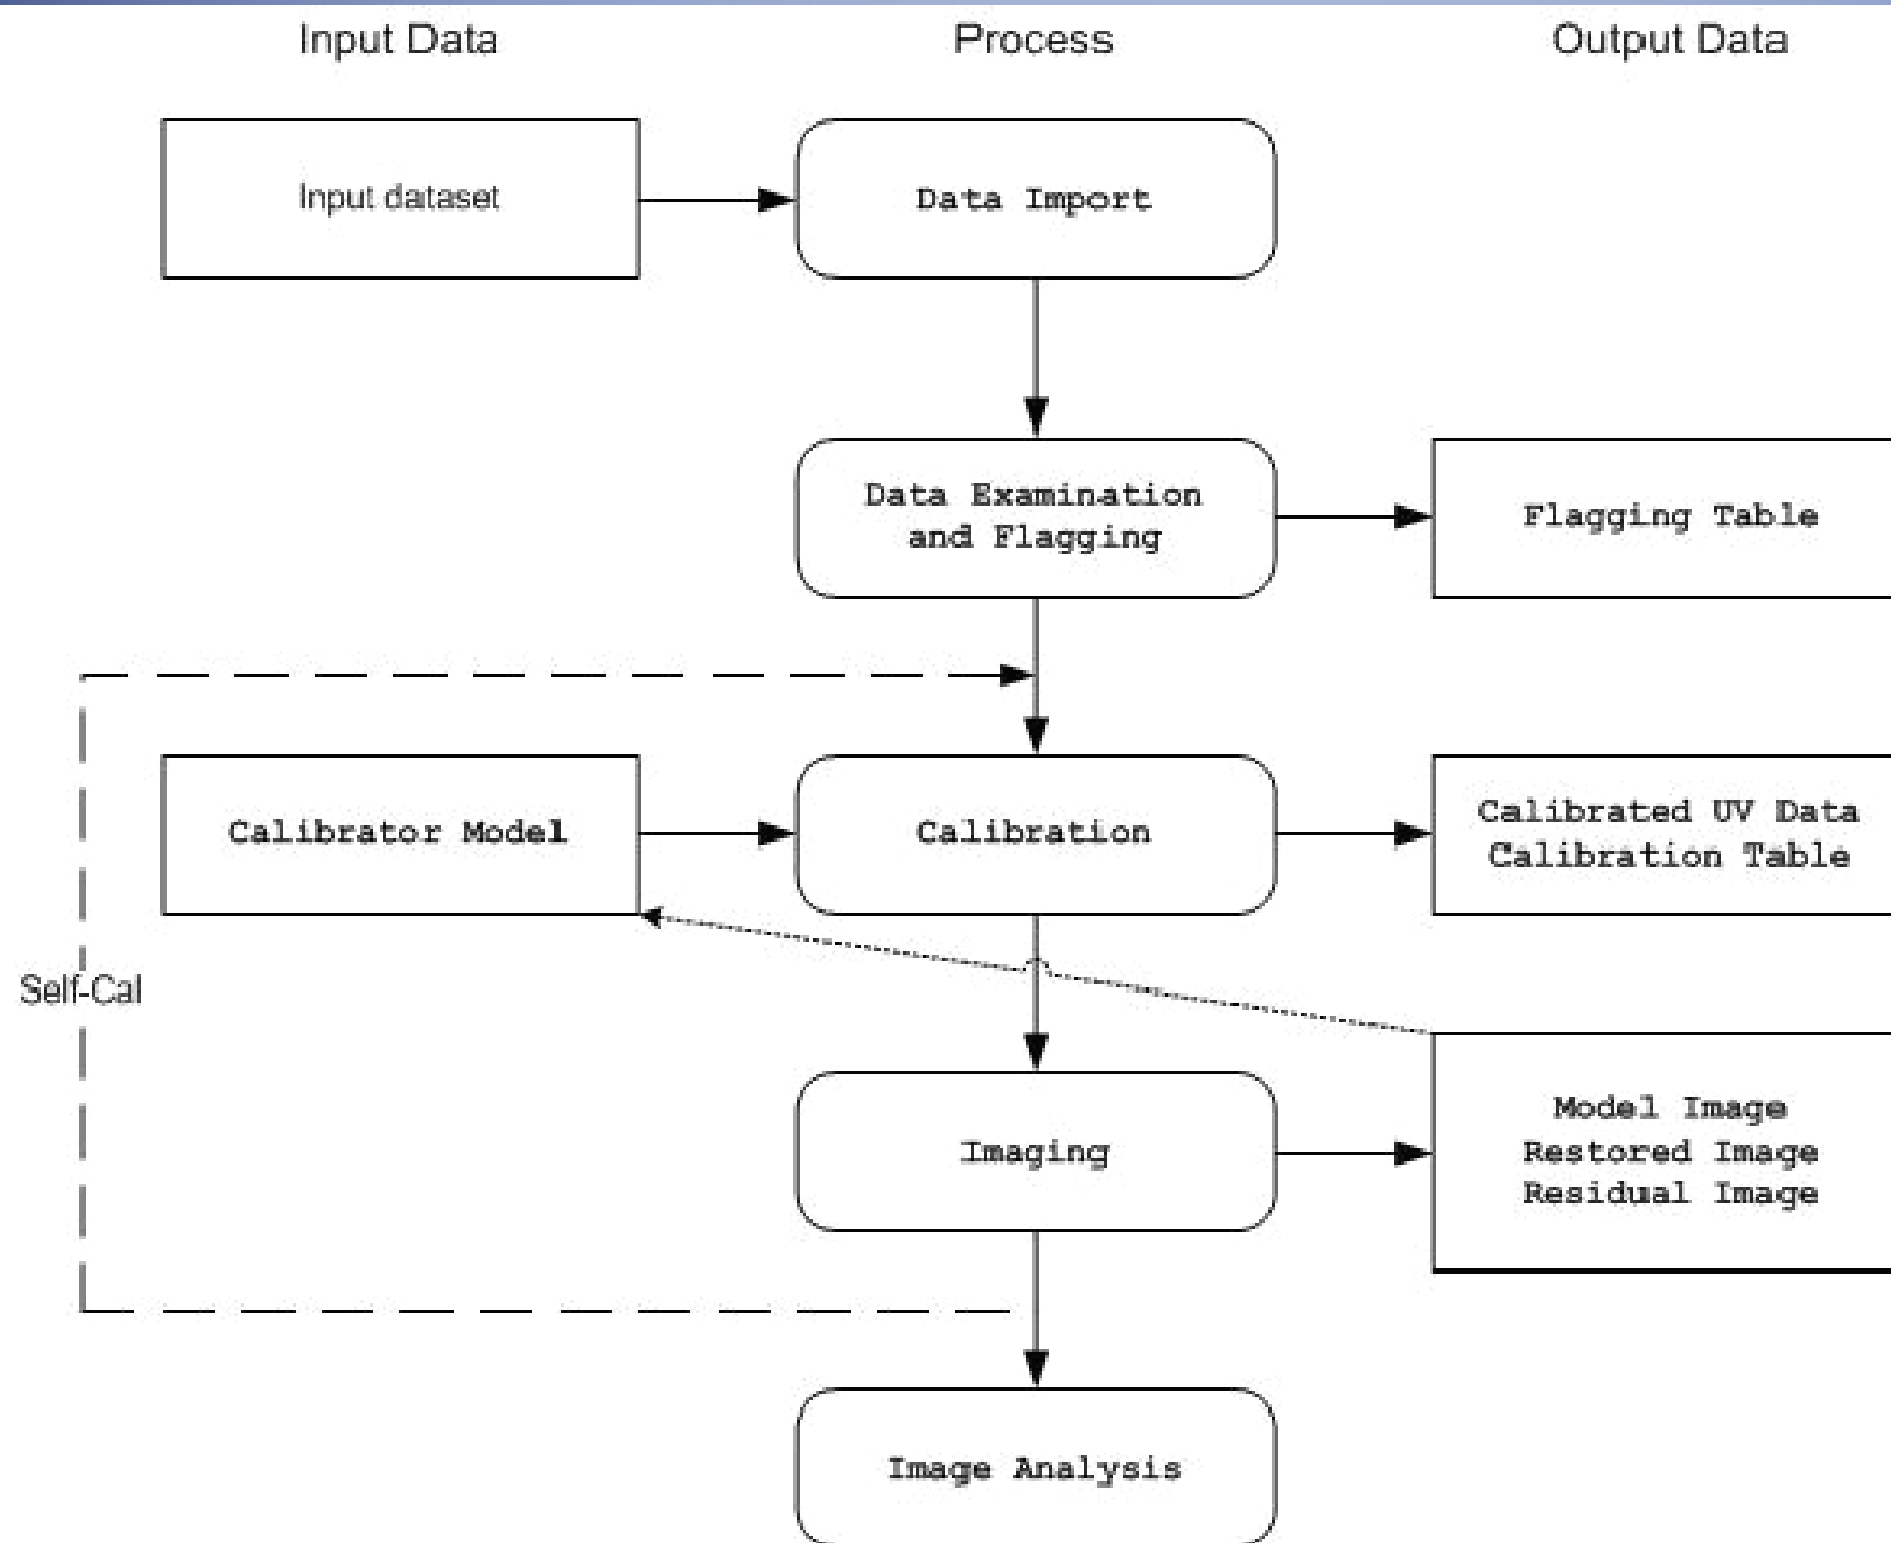 Input Data
Process
Output Data
Input dataset
Data Import
Data Examination
and Flagging
Flagging Table
Calibrator Model
Calibration
Calibrated UV Data
Calibration Table
Self-Cal
Imaging
Model Image
Restored Image
Residual Image
Image Analysis